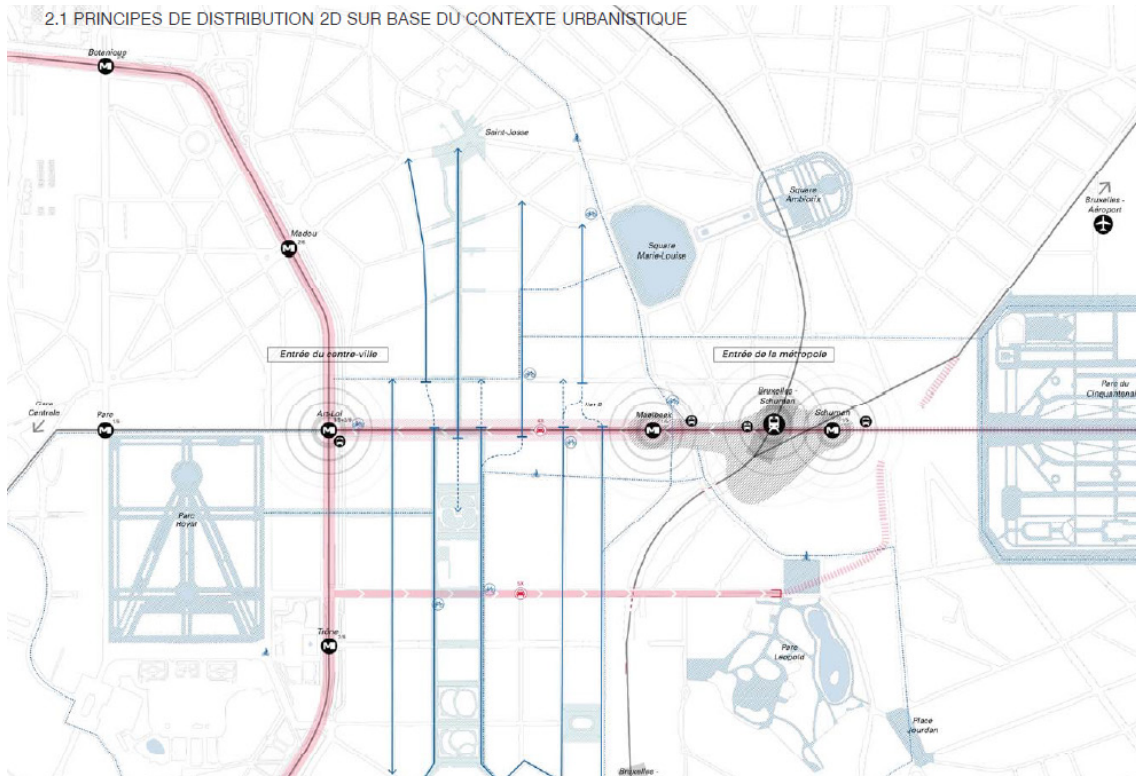 2.1 PRINCIPES DE DISTRIBUTION 2D SUR BASE DU CONTEXTE URBANISTIQUE
Botanique
Saint-Josse
Square
Ambiorix
Bruxelles -
Aéroport
Madou
Square
Marie-Louise
Entrée du centre-ville
Entrée de la métropole
Gare
Centrale
Parc
Arts-Loi
Maelbeek
Bruxelles -
Schuman
Schuman
Parc du
Cinquantenai
Parc
Royal
Trône
Parc
Léopold
Place
Jourdan
Bruxelles -